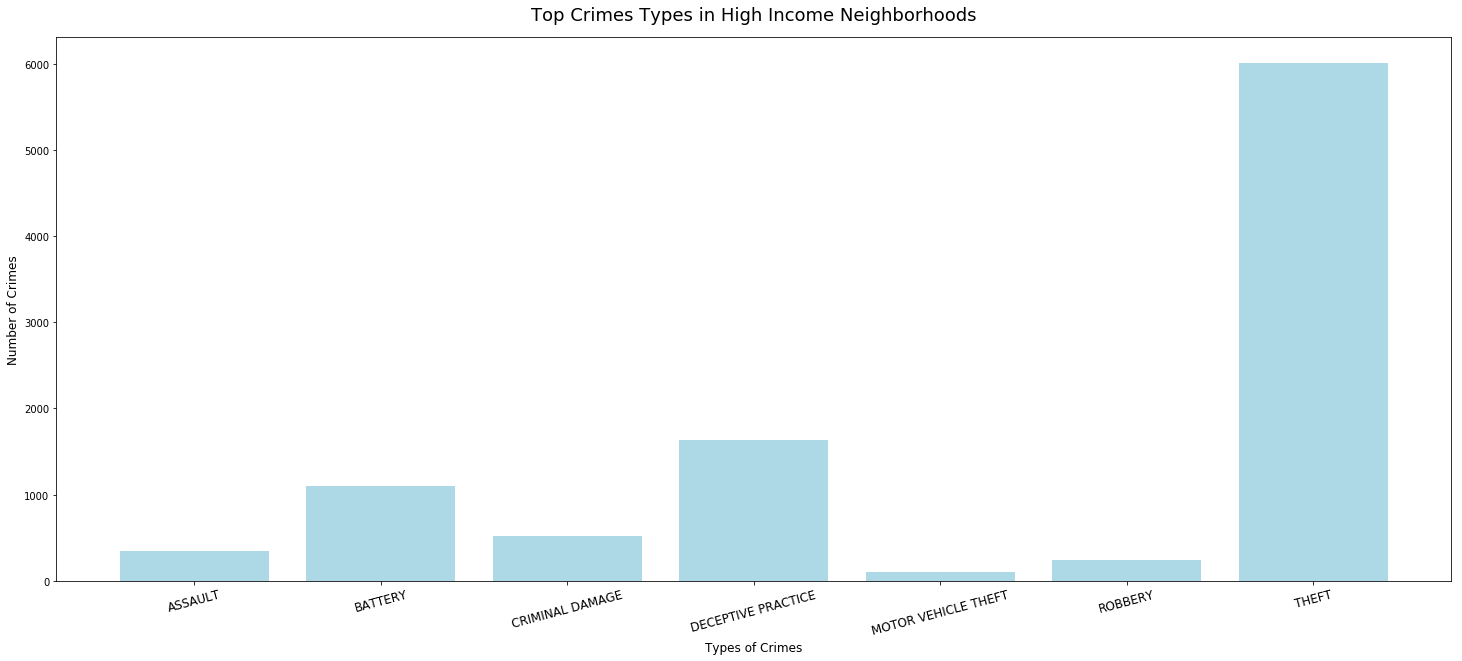 Top Crimes Types in High Income Neighborhoods
Number of Crimes
6000
5000
4000
3000
2000
1000
0
ASSAULT
BATTERY
CRIMINAL DAMAGE
DECEPTIVE PRACTICE
MOTOR VEHICLE THEFT
ROBBERY
THEFT
Types of Crimes